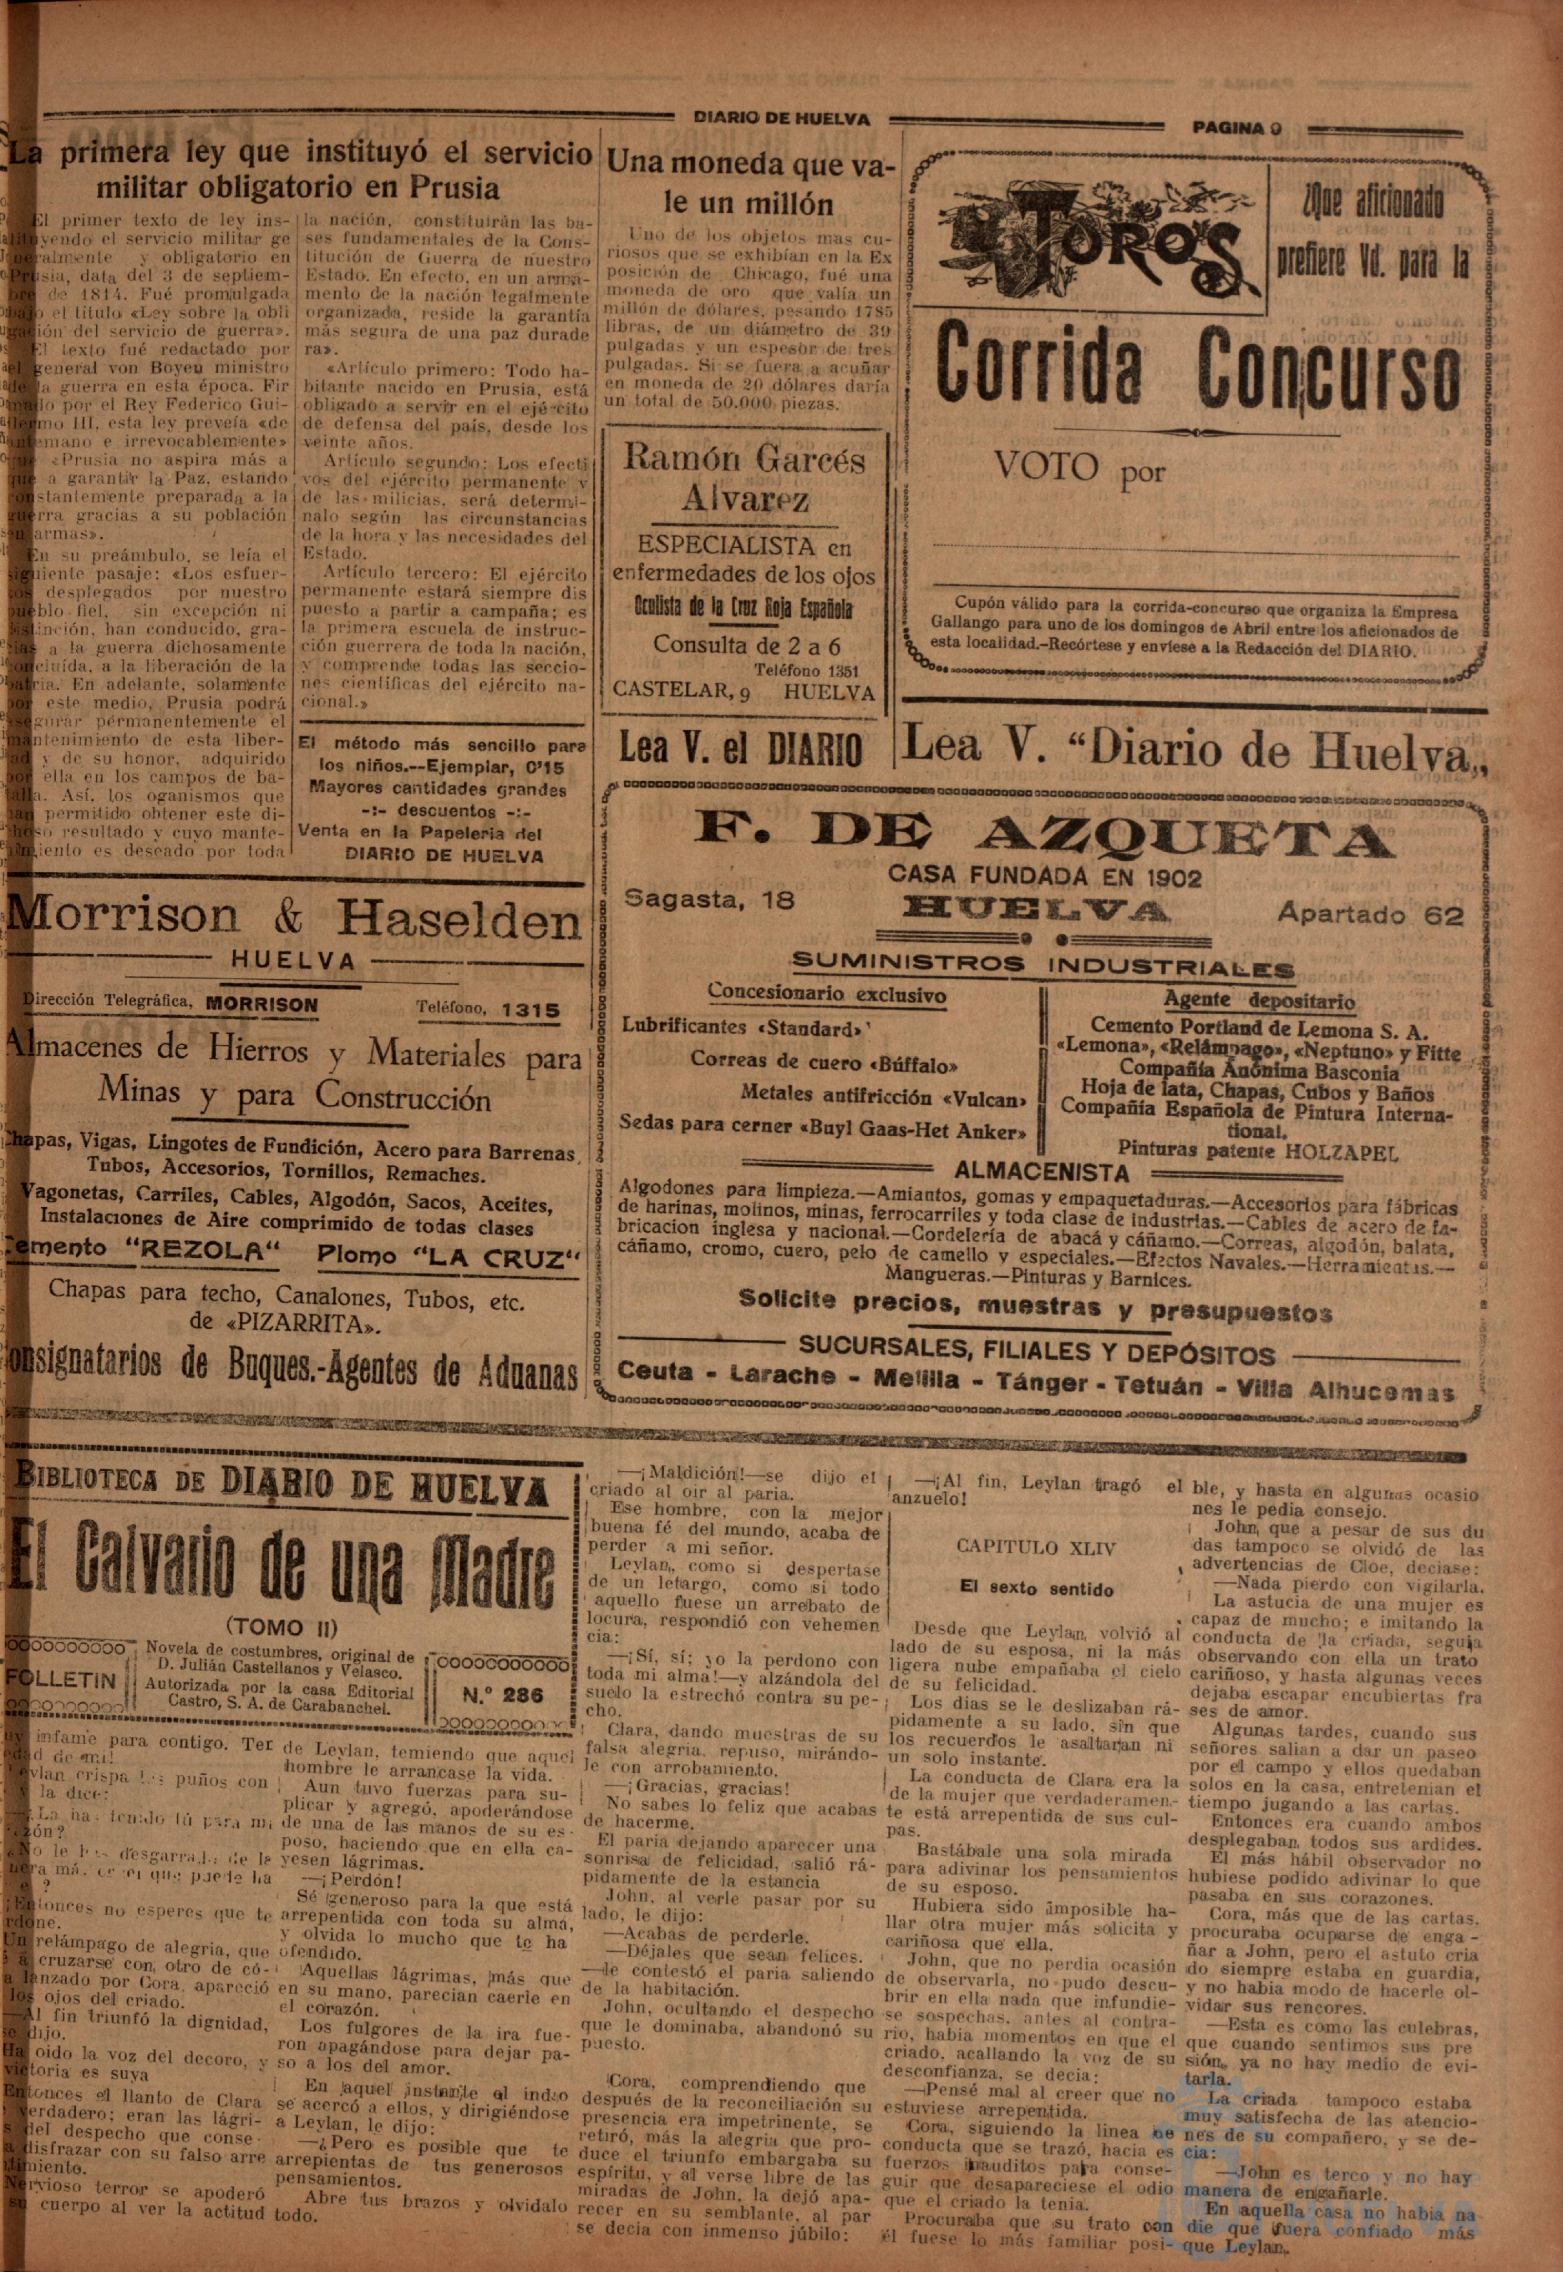 DIARIO DE HUELVA
PAGINA 9
La primera ley que instituyó el servicio
militar obligatorio en Prusia
El primer texto de ley ins-
tituyendo el servicio militar ge
neralmente y obligatorio en
Prusia, data del 3 de septiem-
bre de 1814. Fué promulgada
bajo el título «Ley sobre la obli
gación del servicio de guerra».
El texto fué redactado por
el general von Boyen ministro
de la guerra en esta época. Fir
mado por el Rey Federico Gui-
llermo III, esta ley preveía «de
antemano e irrevocablemente»
que «Prusia no aspira más a
que a garantir la Paz, estando
constantemente preparada a la
guerra gracias a su población
en armas».
En su preámbulo, se leía el
siguiente pasaje: «Los esfuer-
zos desplegados por nuestro
pueblo fiel, sin excepción ni
distinción, han conducido, gra-
cias a la guerra dichosamente
concluída, a la liberación de la
patria. En adelante, solamente
por este medio, Prusia podrá
asegurar permanentemente el
mantenimiento de esta liber-
tad y de su honor, adquirido
por ella en los campos de ba-
talla. Así, los oganismos que
han permitido obtener este di-
choso resultado y cuyo mante-
nimiento es deseado por toda
la nación, constituirán las ba-
ses fundamentales de la Cons-
titución de Guerra de nuestro
Estado. En efecto, en un arma-
mento de la nación legalmente
organizada, reside la garantía
más segura de una paz durade
ra».
«Artículo primero: Todo ha-
bitante nacido en Prusia, está
obligado a servir en el ejército
de defensa del país, desde los
veinte años.
Artículo segundo: Los efecti
vos del ejército permanente y
de las milicias, será determi-
nalo según las circunstancias
de la hora y las necesidades del
Estado.
Artículo tercero: El ejército
permanente estará siempre dis
puesto a partir a campaña; es
la primera escuela de instruc-
ción guerrera de toda la nación,
y comprende todas las seccio-
nes científicas del ejército na-
cional.»
El método más sencillo para
los niños.--Ejemplar, 0'15
Mayores cantidades grandes
-:- descuentos -:-
Venta en la Papeleria del
DIARIO DE HUELVA
Una moneda que va-
le un millón
Uno de los objetos mas cu-
riosos que se exhibían en la Ex
posición de Chicago, fué una
moneda de oro que valía un
millón de dólares, pesando 1785
libras, de un diámetro de 39
pulgadas y un espesor de tres
pulgadas. Si se fuera a acuñar
en moneda de 20 dólares daría
un total de 50.000 piezas.
Ramón Garcés
Alvarez
ESPECIALISTA en
enfermedades de los ojos
Oculista de la Cruz Roja Española
Consulta de 2 a 6
Teléfono 1351
CASTELAR, 9 HUELVA
Lea V. el DIARIO
TOROS
¿Que aficionado
prefiere Vd. para la
Corrida Concurso
VOTO por
Cupón válido para la corrida-concurso que organiza la Empresa
Gallango para uno de los domingos de Abril entre los aficionados de
esta localidad.-Recórtese y envíese a la Redacción del DIARIO.
Lea V. "Diario de Huelva,,
Morrison & Haselden
HUELVA
Dirección Telegráfica, MORRISON
Teléfono, 1315
Almacenes de Hierros y Materiales para
Minas y para Construcción
Chapas, Vigas, Lingotes de Fundición, Acero para Barrenas
Tubos, Accesorios, Tornillos, Remaches.
Vagonetas, Carriles, Cables, Algodón, Sacos, Aceites,
Instalaciones de Aire comprimido de todas clases
Cemento "REZOLA" Plomo "LA CRUZ"
Chapas para techo, Canalones, Tubos, etc.
de «PIZARRITA».
Consignatarios de Buques.-Agentes de Aduanas
F. DE AZQUETA
CASA FUNDADA EN 1902
Sagasta, 18
HUELVA
Apartado 62
SUMINISTROS INDUSTRIALES
Concesionario exclusivo
Lubrificantes «Standard»
Correas de cuero «Búffalo»
Metales antifricción «Vulcan»
Sedas para cerner «Buyl Gaas-Het Anker»
Agente depositario
Cemento Portland de Lemona S. A.
«Lemona», «Relámpago», «Neptuno» y Fitte
Compañía Anónima Basconia
Hoja de lata, Chapas, Cubos y Baños
Compañia Española de Pintura Interna-
tional.
Pinturas patente HOLZAPEL
ALMACENISTA
Algodones para limpieza.—Amiantos, gomas y empaquetaduras.—Accesorios para fábricas
de harinas, molinos, minas, ferrocarriles y toda clase de industrias.—Cables de acero de fa-
bricacion inglesa y nacional.—Cordelería de abacá y cáñamo.—Correas, algodón, balata,
cáñamo, cromo, cuero, pelo de camello y especiales.—Efectos Navales.—Herramientas.—
Mangueras.—Pinturas y Barnices.
Solicite precios, muestras y presupuestos
SUCURSALES, FILIALES Y DEPÓSITOS
Ceuta - Larache - Melilla - Tánger - Tetuán - Villa Alhucemas
BIBLIOTECA DE DIARIO DE HUELVA
El Calvario de una Madre
(TOMO II)
FOLLETIN
Novela de costumbres, original de
D. Julián Castellanos y Velasco.
Autorizada por la casa Editorial
Castro, S. A. de Carabanchel.
N.º 286
infame para contigo. Ten
piedad de mí!
Leylan crispa los puños con
y la dice:
—¿La has tenido tú para mi
razón?
¿No le has desgarrado de la
manera más que puede ha
¡Entonces no esperes que te
perdone.
Un relámpago de alegria, que
cruzarse con otro de có-
lanzado por Cora, apareció
los ojos del criado.
—Al fin triunfó la dignidad,
se dijo.
Ha oido la voz del decoro, y
victoria es suya
Entonces el llanto de Clara
verdadero; eran las lágri-
del despecho que conse-
disfrazar con su falso arre
timiento.
Nervioso terror se apoderó
su cuerpo al ver la actitud
de Leylan, temiendo que aquel
hombre le arrancase la vida.
Aun tuvo fuerzas para su-
plicar y agregó, apoderándose
de una de las manos de su es-
poso, haciendo que en ella ca-
yesen lágrimas.
—¡Perdón!
Sé generoso para la que está
arrepentida con toda su alma,
y olvida lo mucho que te ha
ofendido.
Aquellas lágrimas, más que
en su mano, parecian caerle en
el corazón.
Los fulgores de la ira fue-
ron apagándose para dejar pa-
so a los del amor.
En aquel instante el indio
se acercó a ellos, y dirigiéndose
a Leylan, le dijo:
—¿Pero es posible que te
arrepientas de tus generosos
pensamientos.
Abre tus brazos y olvidalo
todo.
—¡Maldición!—se dijo el
criado al oir al paria.
Ese hombre, con la mejor
buena fé del mundo, acaba de
perder a mi señor.
Leylan, como si despertase
de un letargo, como si todo
aquello fuese un arrebato de
locura, respondió con vehemen
cia:
—¡Sí, sí; yo la perdono con
toda mi alma!—y alzándola del
suelo la estrechó contra su pe-
cho.
Clara, dando muestras de su
falsa alegria, repuso, mirándo-
le con arrobamiento.
—¡Gracias, gracias!
No sabes lo feliz que acabas
de hacerme.
El paria dejando aparecer una
sonrisa de felicidad, salió rá-
pidamente de la estancia
John, al verle pasar por su
lado, le dijo:
—Acabas de perderle.
—Déjales que sean felices.
—le contestó el paria saliendo
de la habitación.
John, ocultando el despecho
que le dominaba, abandonó su
puesto.
Cora, comprendiendo que
después de la reconciliación su
presencia era impetrinente, se
retiró, más la alegria que pro-
duce el triunfo embargaba su
espíritu, y al verse libre de las
miradas de John, la dejó apa-
recer en su semblante, al par
se decia con inmenso júbilo:
—¡Al fin, Leylan tragó el
anzuelo!
CAPITULO XLIV
El sexto sentido
Desde que Leylan volvió al
lado de su esposa, ni la más
ligera nube empañaba el cielo
de su felicidad.
Los dias se le deslizaban rá-
pidamente a su lado, sin que
los recuerdos le asaltaran ni
un solo instante.
La conducta de Clara era la
de la mujer que verdaderamen-
te está arrepentida de sus cul-
pas.
Bastábale una sola mirada
para adivinar los pensamientos
de su esposo.
Hubiera sido imposible ha-
llar otra mujer más solicita y
cariñosa que ella.
John, que no perdia ocasión
de observarla, no pudo descu-
brir en ella nada que infundie-
se sospechas, antes al contra-
rio, habia momentos en que el
criado, acallando la voz de su
desconfianza, se decia:
—Pensé mal al creer que no
estuviese arrepentida.
Cora, siguiendo la linea de
conducta que se trazó, hacia es
fuerzos inauditos para conse-
guir que desapareciese el odio
que el criado la tenia.
Procuraba que su trato con
él fuese lo más familiar posi-
ble, y hasta en algunas ocasio
nes le pedia consejo.
John, que a pesar de sus du
das tampoco se olvidó de las
advertencias de Cloe, deciase:
—Nada pierdo con vigilarla.
La astucia de una mujer es
capaz de mucho; e imitando la
conducta de la criada, seguia
observando con ella un trato
cariñoso, y hasta algunas veces
dejaba escapar encubiertas fra
ses de amor.
Algunas tardes, cuando sus
señores salian a dar un paseo
por el campo y ellos quedaban
solos en la casa, entretenian el
tiempo jugando a las cartas.
Entonces era cuando ambos
desplegaban todos sus ardides.
El más hábil observador no
hubiese podido adivinar lo que
pasaba en sus corazones.
Cora, más que de las cartas.
procuraba ocuparse de enga-
ñar a John, pero el astuto cria
do siempre estaba en guardia,
y no habia modo de hacerle ol-
vidar sus rencores.
—Esta es como las culebras,
que cuando sentimos sus pre
sión, ya no hay medio de evi-
tarla.
La criada tampoco estaba
muy satisfecha de las atencio-
nes de su compañero, y se de-
cia:
—John es terco y no hay
manera de engañarle.
En aquella casa no habia na-
die que fuera confiado más
que Leylan.